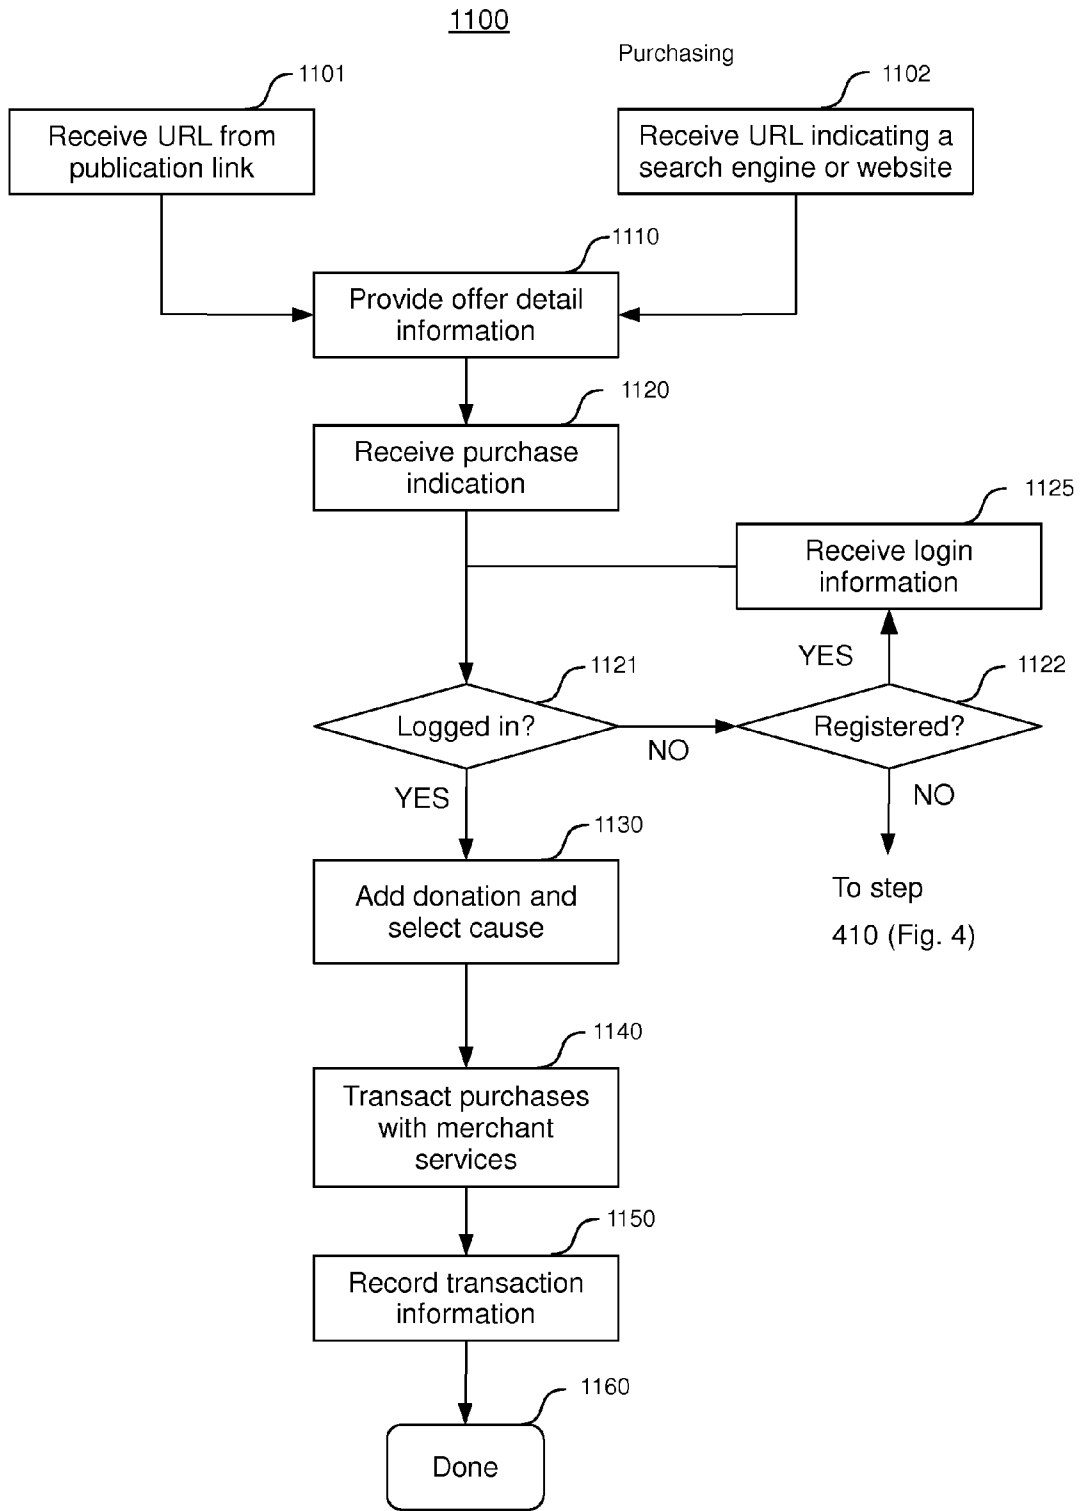 1100
Purchasing
1101
1102
Receive URL from
publication link
Receive URL indicating a
search engine or website
1110
Provide offer detail
information
1120
Receive purchase
indication
1125
Receive login
information
YES
1121
1122
Logged in?
NO
Registered?
YES
NO
1130
Add donation and
select cause
To step
410 (Fig. 4)
1140
Transact purchases
with merchant
services
1150
Record transaction
information
1160
Done